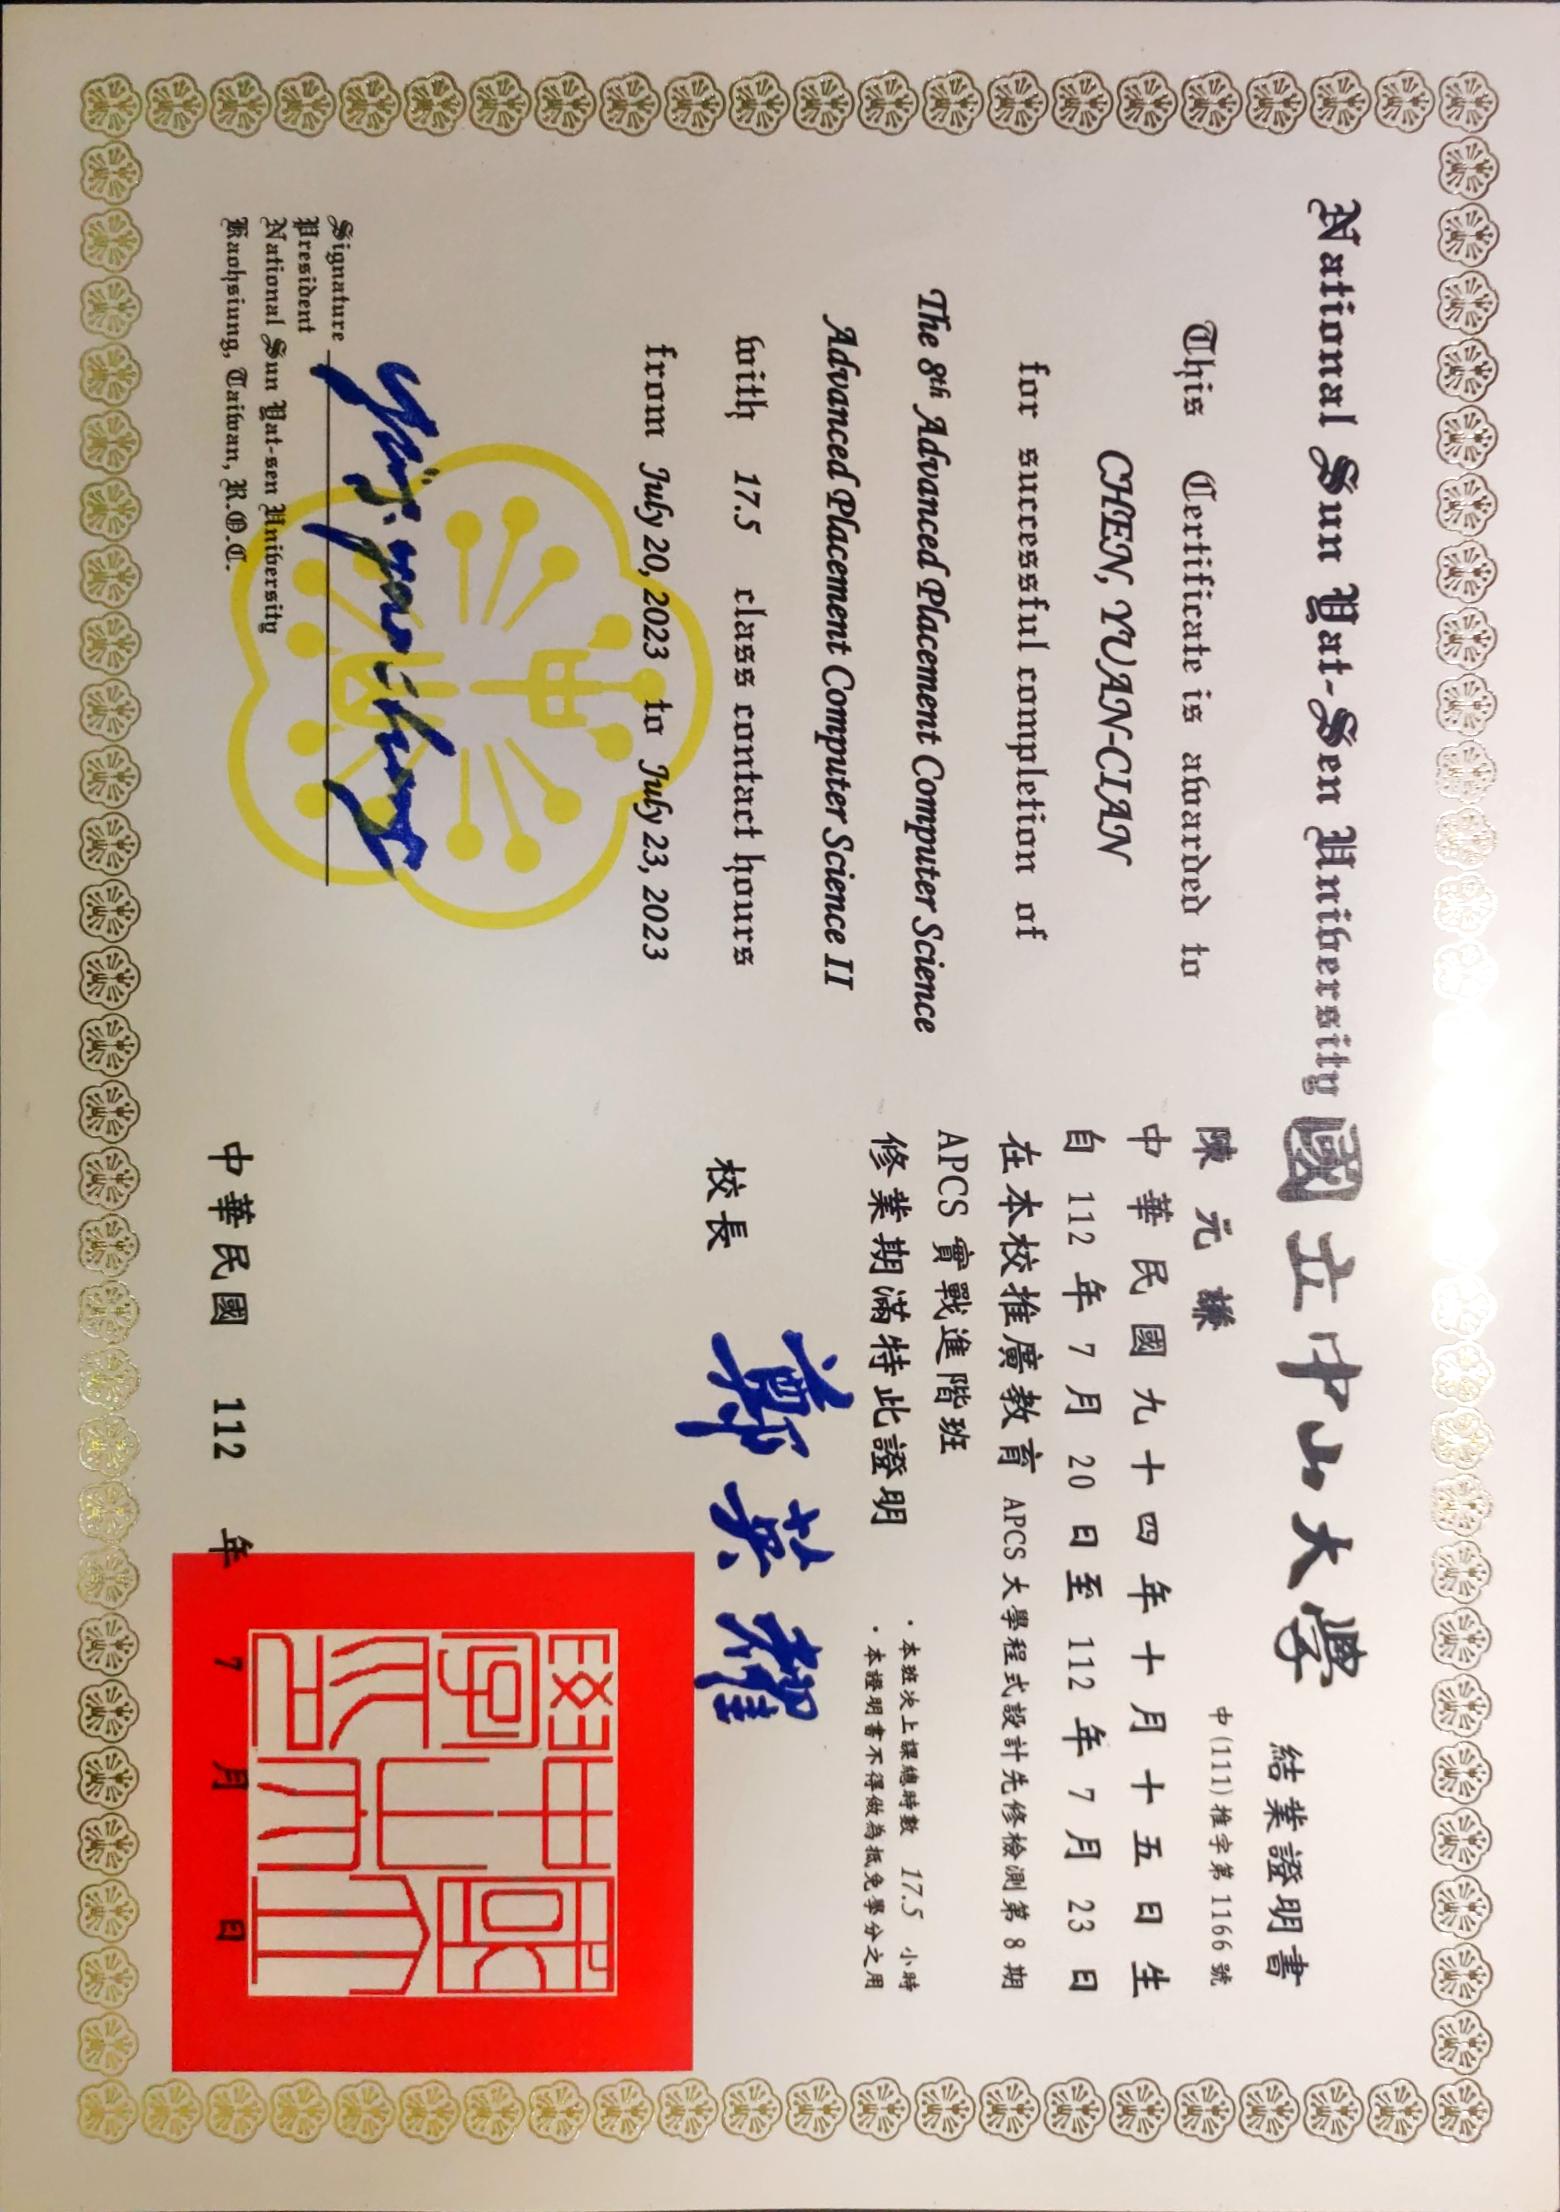 National Sun Yat-Sen University
This Certificate is awarded to
CHEN, YUAN-CIAN
for successful completion of
The 8th Advanced Placement Computer Science
Advanced Placement Computer Science II
with 17.5 class contact hours
from July 20, 2023 to July 23, 2023
中山
Ying-yao cheng
Signature
President
National Sun Yat-sen University
Kaohsiung, Taiwan, R.O.C.
國立中山大學 結業證明書
中(111)推字第1166號
陳元謙
中華民國九十四年十月十五日生
自 112 年 7 月 20 日至 112 年 7 月 23 日
在本校推廣教育 APCS 大學程式設計先修檢測第 8 期
APCS 實戰進階班
修業期滿特此證明
・本班次上課總時數 17.5 小時
・本證明書不得做為抵免學分之用
校長 鄭英耀
國立
中山大
學印
中華民國 112 年 7 月 日